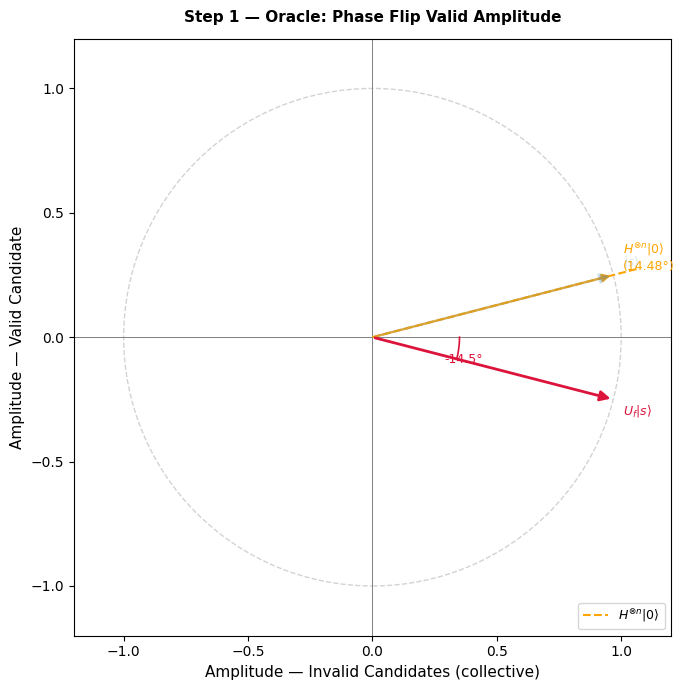 Step 1 — Oracle: Phase Flip Valid Amplitude
Amplitude — Valid Candidate
1.0
0.5
0.0
−0.5
−1.0
H⊗n|0⟩
(14.48°)
-14.5°
Uf|s⟩
H⊗n|0⟩
−1.0
−0.5
0.0
0.5
1.0
Amplitude — Invalid Candidates (collective)